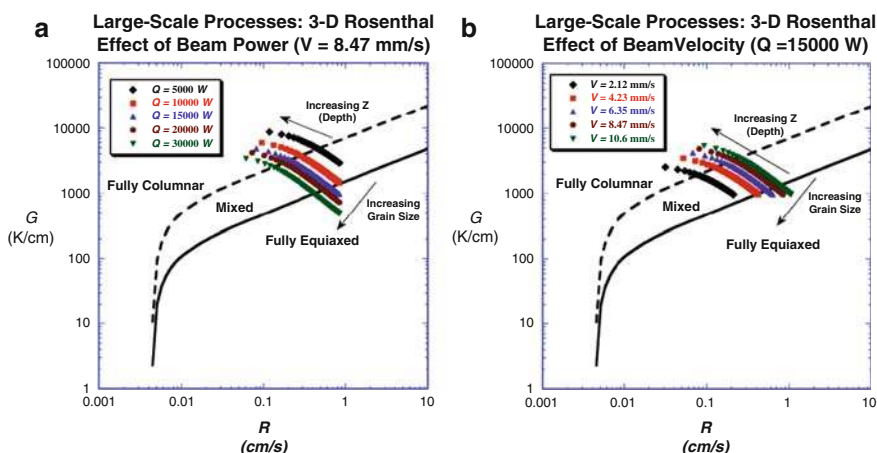 a
Large-Scale Processes: 3-D Rosenthal
Effect of Beam Power (V = 8.47 mm/s)
100000
10000
1000
100
10
1
G
(K/cm)
Q = 5000 W
Q = 10000 W
Q = 15000 W
Q = 20000 W
Q = 30000 W
Increasing Z
(Depth)
Fully Columnar
Mixed
Increasing
Grain Size
Fully Equiaxed
0.001
0.01
0.1
1
10
R
(cm/s)
b
Large-Scale Processes: 3-D Rosenthal
Effect of BeamVelocity (Q =15000 W)
100000
10000
1000
100
10
1
G
(K/cm)
V = 2.12 mm/s
V = 4.23 mm/s
V = 6.35 mm/s
V = 8.47 mm/s
V = 10.6 mm/s
Increasing Z
(Depth)
Fully Columnar
Mixed
Increasing
Grain Size
Fully Equiaxed
0.001
0.01
0.1
1
10
R
(cm/s)